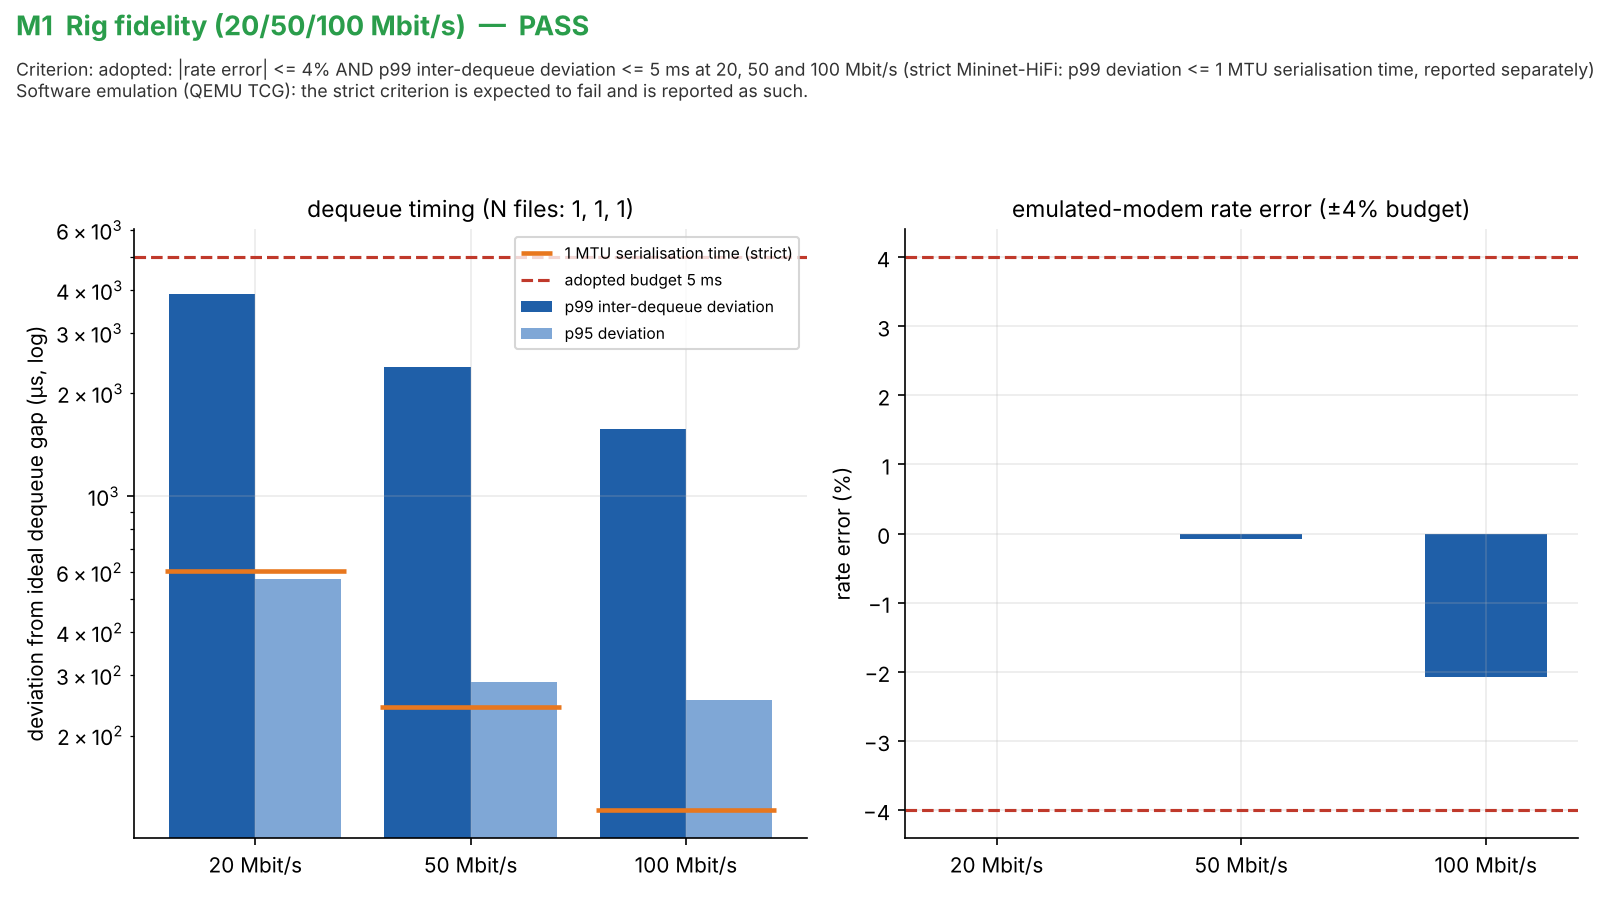 M1 Rig fidelity (20/50/100 Mbit/s) — PASS
Criterion: adopted: |rate error| <= 4% AND p99 inter-dequeue deviation <= 5 ms at 20, 50 and 100 Mbit/s (strict Mininet-HiFi: p99 deviation <= 1 MTU serialisation time, reported separately)
Software emulation (QEMU TCG): the strict criterion is expected to fail and is reported as such.
dequeue timing (N files: 1, 1, 1)
deviation from ideal dequeue gap (µs, log)
6 × 10³
4 × 10³
3 × 10³
2 × 10³
10³
6 × 10²
4 × 10²
3 × 10²
2 × 10²
1 MTU serialisation time (strict)
adopted budget 5 ms
p99 inter-dequeue deviation
p95 deviation
20 Mbit/s
50 Mbit/s
100 Mbit/s
emulated-modem rate error (±4% budget)
rate error (%)
4
3
2
1
0
−1
−2
−3
−4
20 Mbit/s
50 Mbit/s
100 Mbit/s